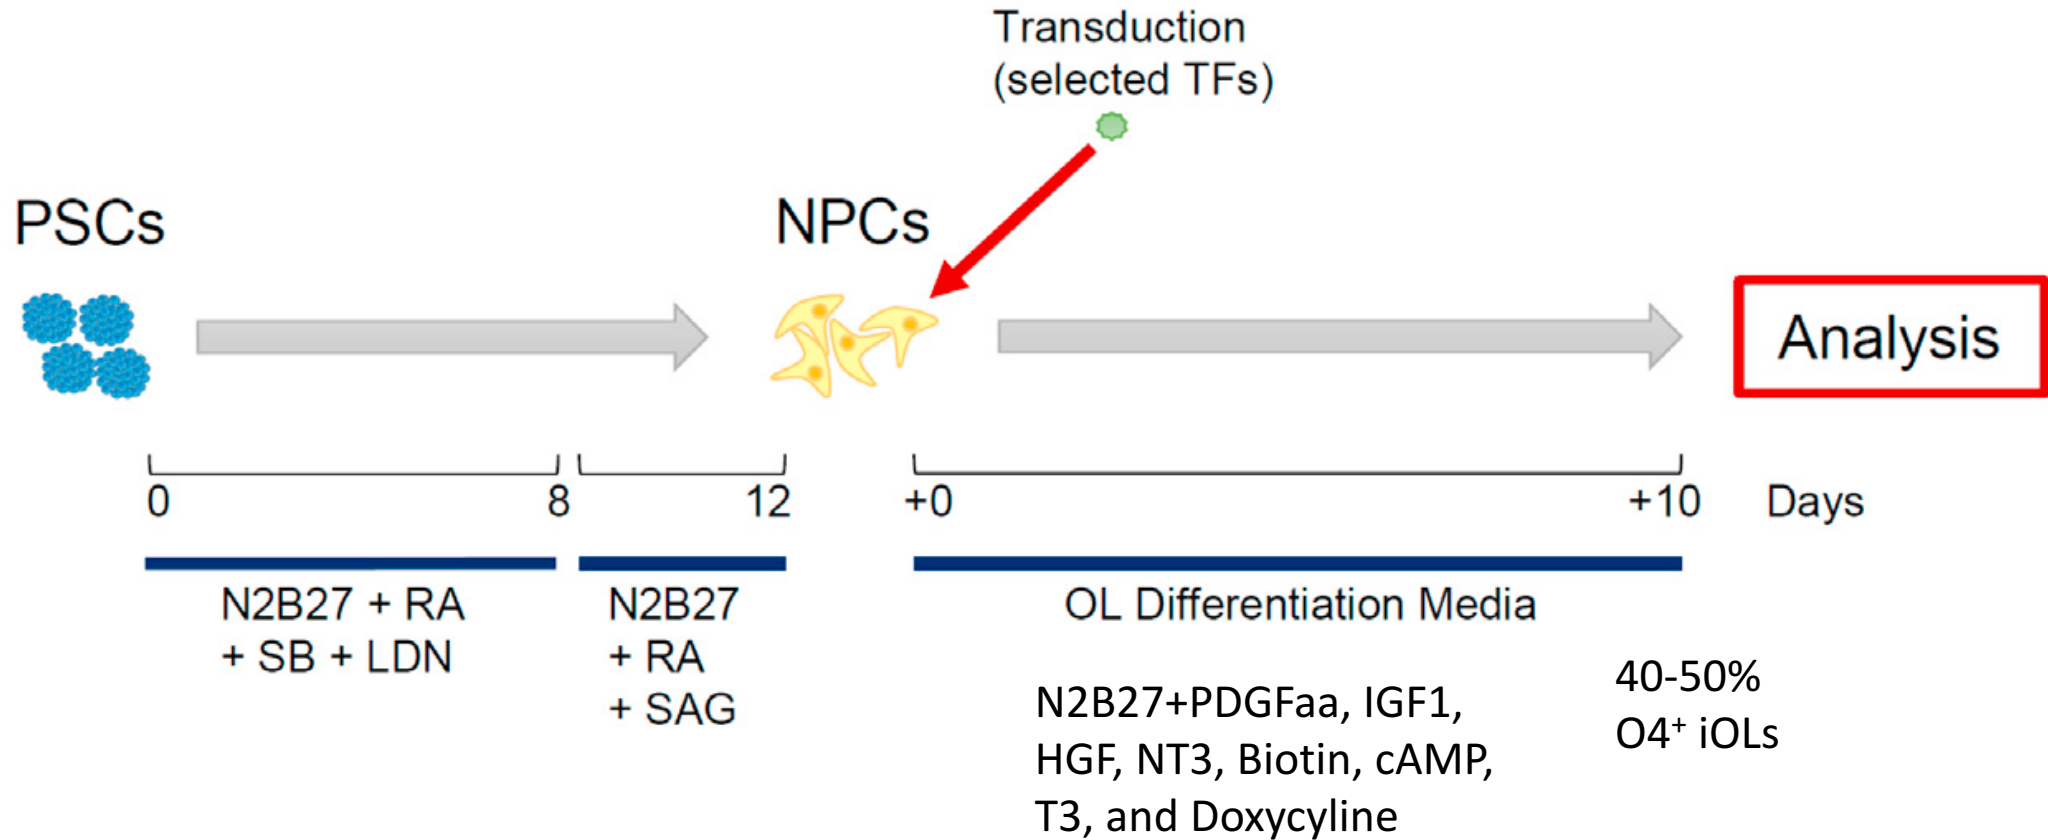 Transduction
(selected TFs)
PSCs
NPCs
Analysis
0
8
12
+0
+10
Days
N2B27 + RA
+ SB + LDN
N2B27
+ RA
+ SAG
OL Differentiation Media
N2B27+PDGFaa, IGF1,
HGF, NT3, Biotin, cAMP,
T3, and Doxycyline
40-50%
O4⁺ iOLs